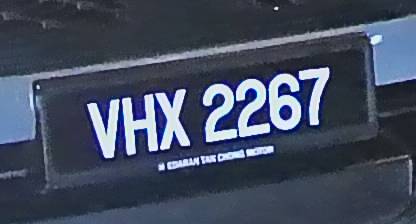 VHX 2267
EDARAN TAN CHONG MOTOR